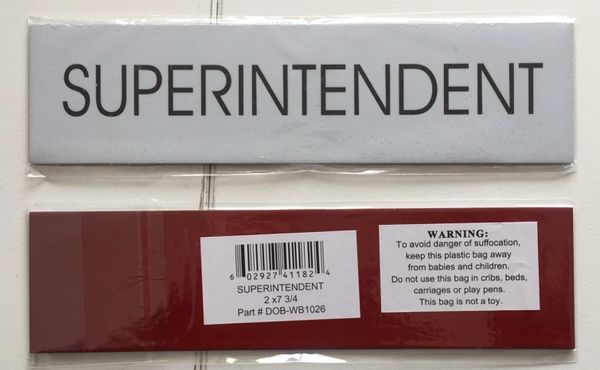 SUPERINTENDENT
6 02927 41182 4
SUPERINTENDENT
2 x7 3/4
Part # DOB-WB1026
WARNING:
To avoid danger of suffocation,
keep this plastic bag away
from babies and children.
Do not use this bag in cribs, beds,
carriages or play pens.
This bag is not a toy.